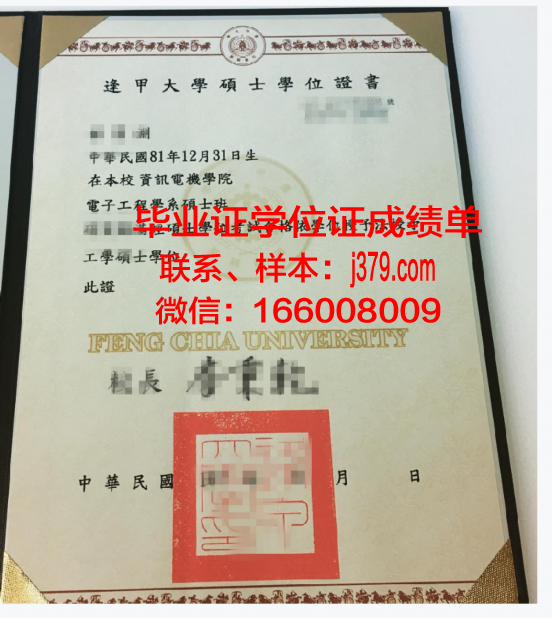 逢甲大學碩士學位證書
號
中華民國81年12月31日生
在本校資訊電機學院
電子工程學系碩士班
毕业证学位证成绩单
工學碩士學位
联系、样本：j379.com
此證
微信：166008009
FENG CHIA UNIVERSITY
校長
中華民國 月 日